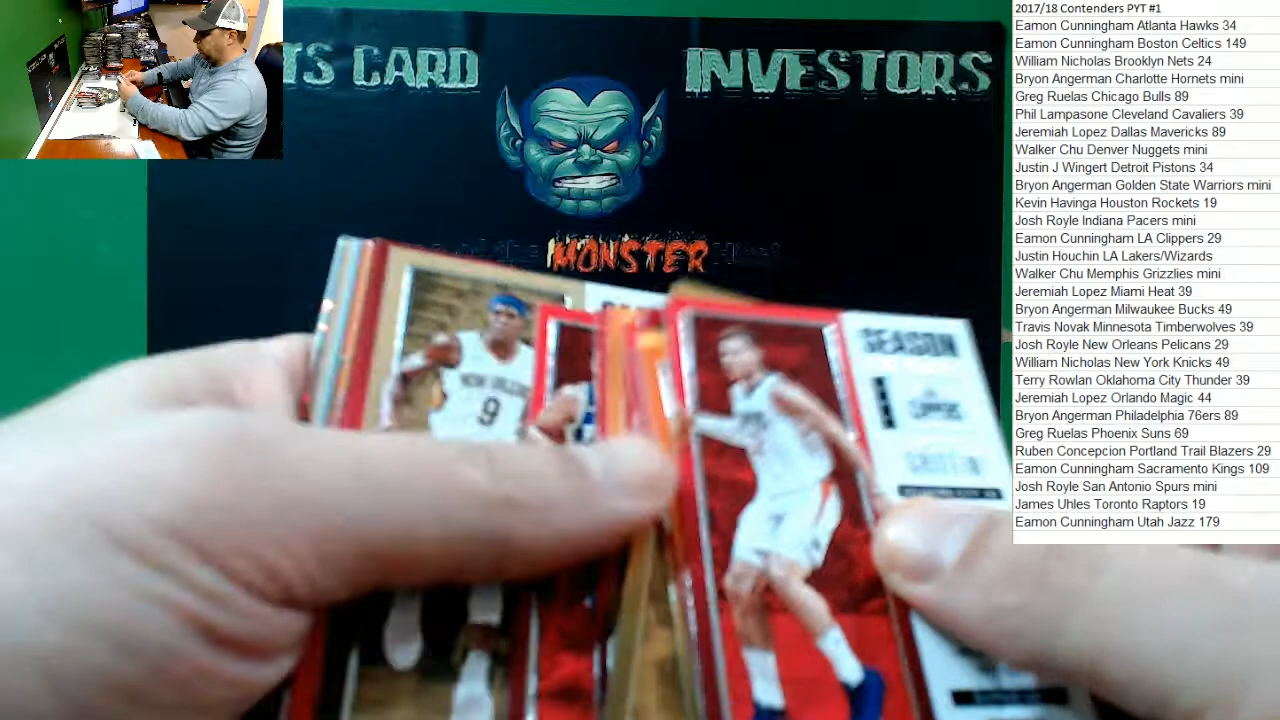 TS CARD INVESTORS
MONSTER
NEW ORLEANS
9
SEASON
CLIPPERS
2017/18 Contenders PYT #1
Eamon Cunningham Atlanta Hawks 34
Eamon Cunningham Boston Celtics 149
William Nicholas Brooklyn Nets 24
Bryon Angerman Charlotte Hornets mini
Greg Ruelas Chicago Bulls 89
Phil Lampasone Cleveland Cavaliers 39
Jeremiah Lopez Dallas Mavericks 89
Walker Chu Denver Nuggets mini
Justin J Wingert Detroit Pistons 34
Bryon Angerman Golden State Warriors mini
Kevin Havinga Houston Rockets 19
Josh Royle Indiana Pacers mini
Eamon Cunningham LA Clippers 29
Justin Houchin LA Lakers/Wizards
Walker Chu Memphis Grizzlies mini
Jeremiah Lopez Miami Heat 39
Bryon Angerman Milwaukee Bucks 49
Travis Novak Minnesota Timberwolves 39
Josh Royle New Orleans Pelicans 29
William Nicholas New York Knicks 49
Terry Rowlan Oklahoma City Thunder 39
Jeremiah Lopez Orlando Magic 44
Bryon Angerman Philadelphia 76ers 89
Greg Ruelas Phoenix Suns 69
Ruben Concepcion Portland Trail Blazers 29
Eamon Cunningham Sacramento Kings 109
Josh Royle San Antonio Spurs mini
James Uhles Toronto Raptors 19
Eamon Cunningham Utah Jazz 179